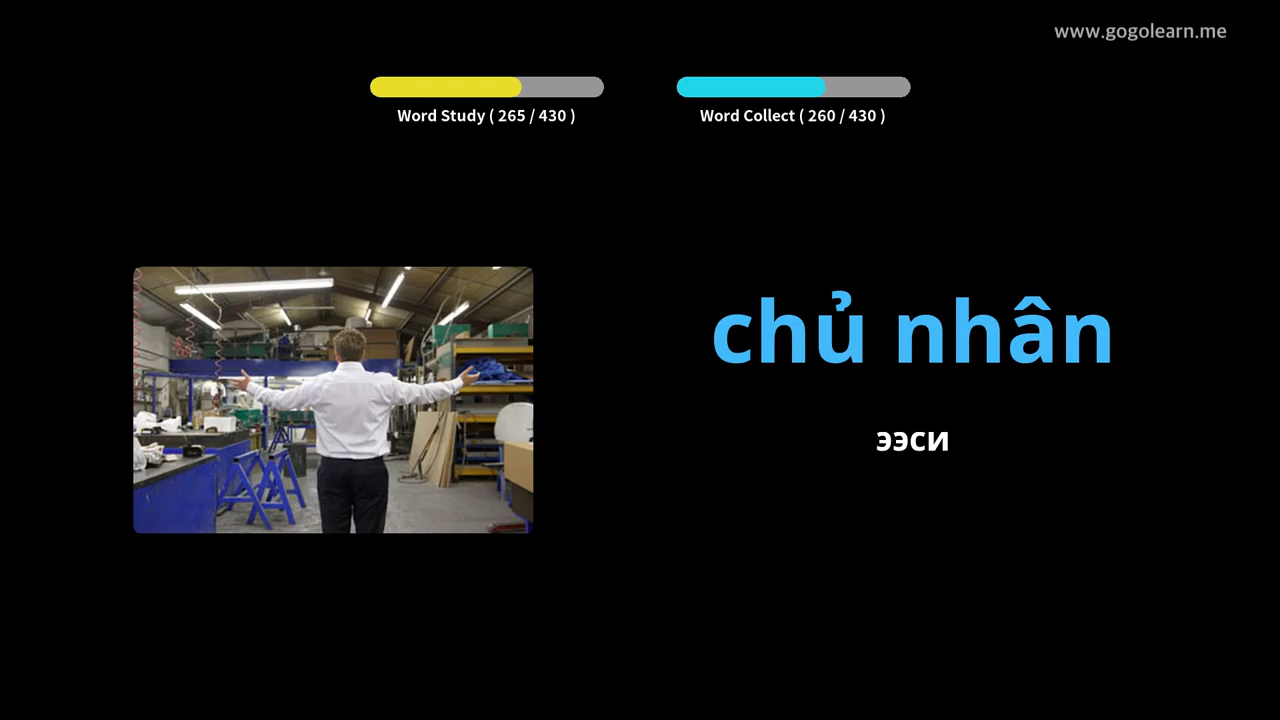 www.gogolearn.me
Word Study ( 265 / 430 )
Word Collect ( 260 / 430 )
chủ nhân
ээси